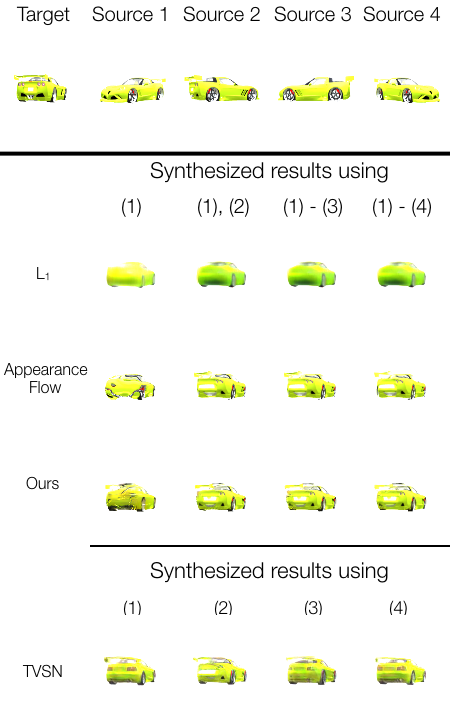 Target Source 1 Source 2 Source 3 Source 4
Synthesized results using
(1) (1), (2) (1) - (3) (1) - (4)
L₁
Appearance
Flow
Ours
Synthesized results using
(1) (2) (3) (4)
TVSN